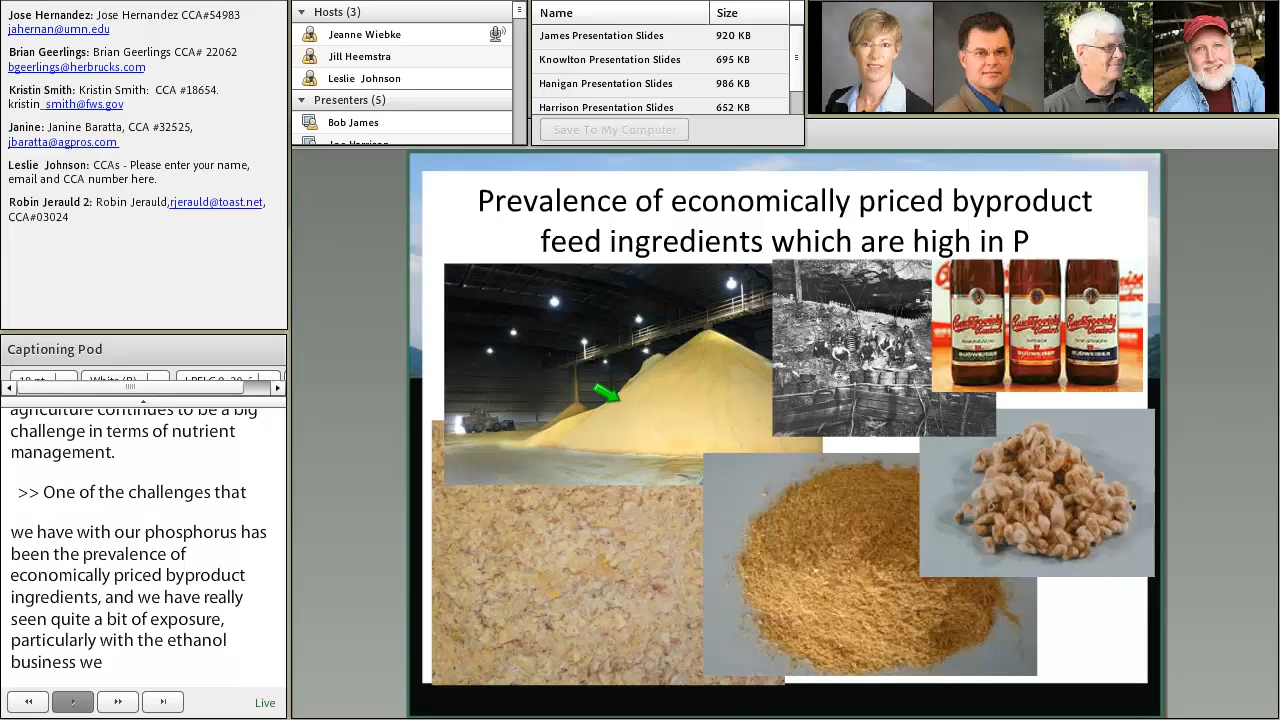 Jose Hernandez: Jose Hernandez CCA#54983
jahernan@umn.edu
Brian Geerlings: Brian Geerlings CCA# 22062
bgeerlings@herbrucks.com
Kristin Smith: Kristin Smith: CCA #18654.
kristin_smith@fws.gov
Janine: Janine Baratta, CCA #32525,
jbaratta@agpros.com
Leslie Johnson: CCAs - Please enter your name,
email and CCA number here.
Robin Jerauld 2: Robin Jerauld,rjerauld@toast.net,
CCA#03024
Captioning Pod
agriculture continues to be a big
challenge in terms of nutrient
management.
>> One of the challenges that
we have with our phosphorus has
been the prevalence of
economically priced byproduct
ingredients, and we have really
seen quite a bit of exposure,
particularly with the ethanol
business we
Live
Hosts (3)
Jeanne Wiebke
Jill Heemstra
Leslie Johnson
Presenters (5)
Bob James
Name Size
James Presentation Slides 920 KB
Knowlton Presentation Slides 695 KB
Hanigan Presentation Slides 986 KB
Harrison Presentation Slides 652 KB
Save To My Computer
Prevalence of economically priced byproduct
feed ingredients which are high in P
BUDWEISER BUDWEISER BUDWEISER